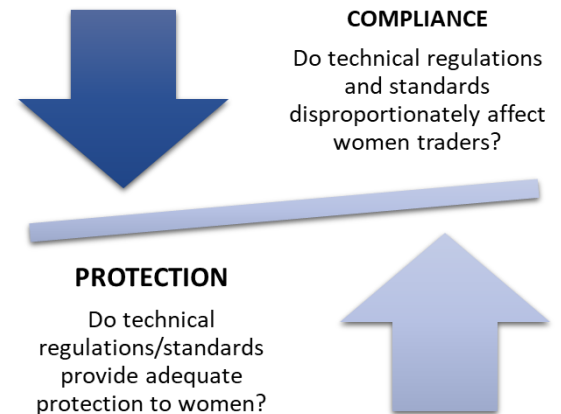 COMPLIANCE
Do technical regulations
and standards
disproportionately affect
women traders?
PROTECTION
Do technical
regulations/standards
provide adequate
protection to women?